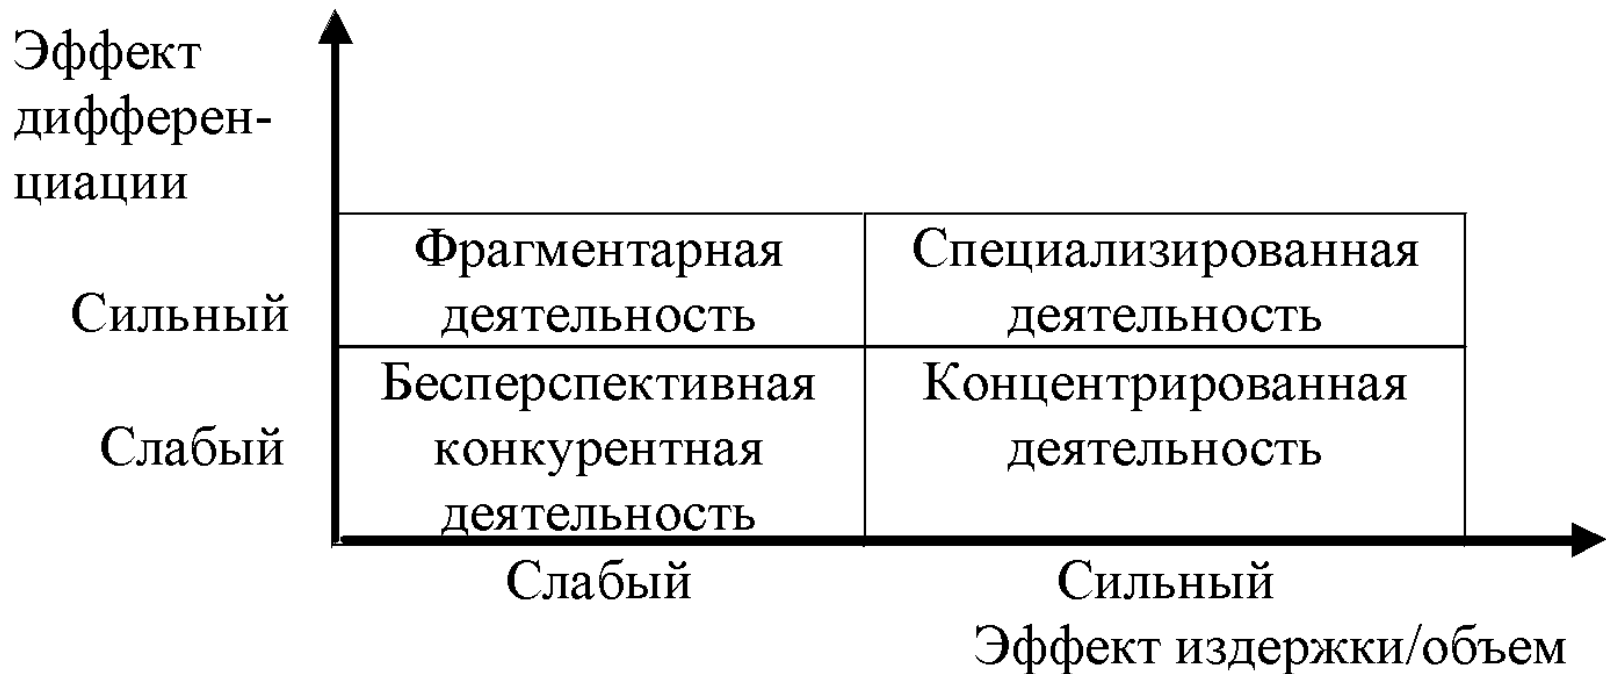 Эффект
дифферен-
циации
Сильный
Фрагментарная
деятельность
Специализированная
деятельность
Слабый
Бесперспективная
конкурентная
деятельность
Концентрированная
деятельность
Слабый
Сильный
Эффект издержки/объем